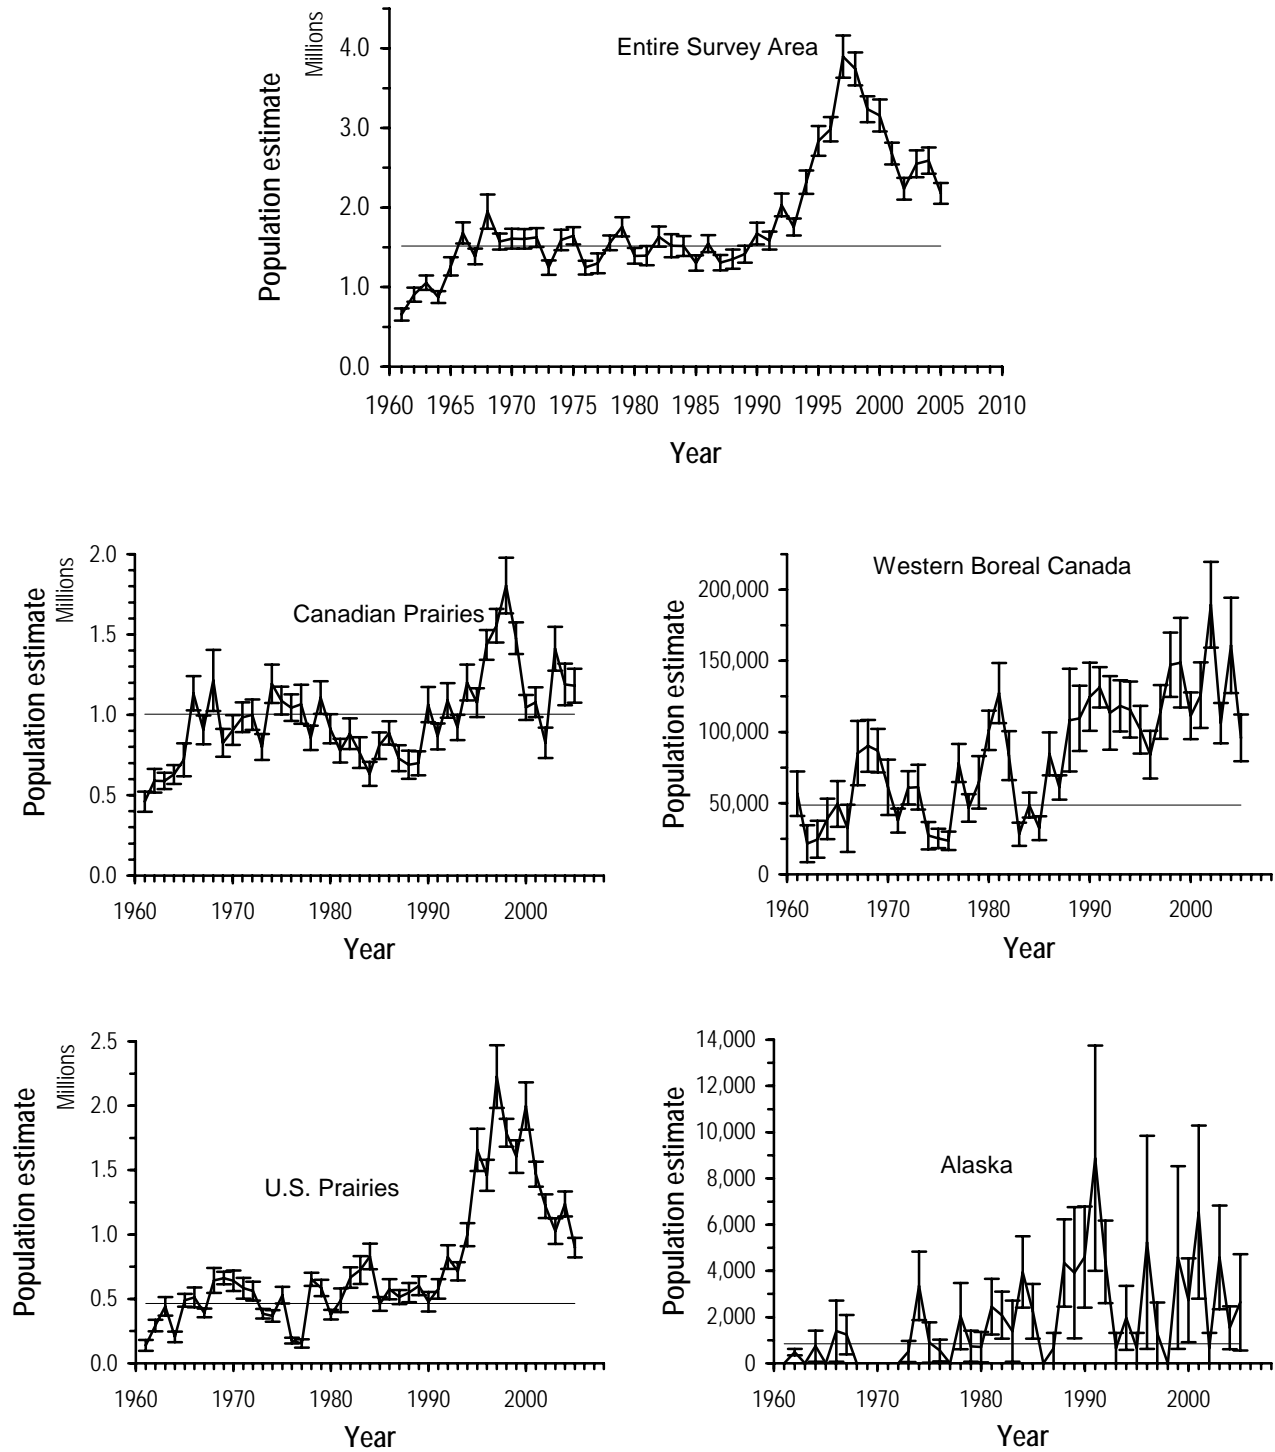 Millions
Population estimate
Entire Survey Area
4.0
3.0
2.0
1.0
0.0
1960 1965 1970 1975 1980 1985 1990 1995 2000 2005 2010
Year
Millions
Population estimate
Canadian Prairies
2.0
1.5
1.0
0.5
0.0
1960 1970 1980 1990 2000
Year
Population estimate
Western Boreal Canada
200,000
150,000
100,000
50,000
0
1960 1970 1980 1990 2000
Year
Millions
Population estimate
U.S. Prairies
2.5
2.0
1.5
1.0
0.5
0.0
1960 1970 1980 1990 2000
Year
Population estimate
Alaska
14,000
12,000
10,000
8,000
6,000
4,000
2,000
0
1960 1970 1980 1990 2000
Year